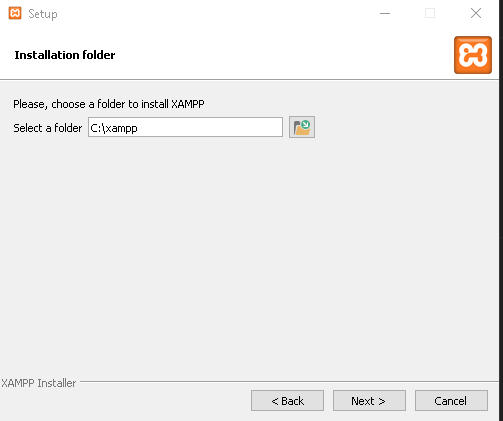 Setup
Installation folder
Please, choose a folder to install XAMPP
Select a folder C:\xampp
XAMPP Installer
< Back Next > Cancel